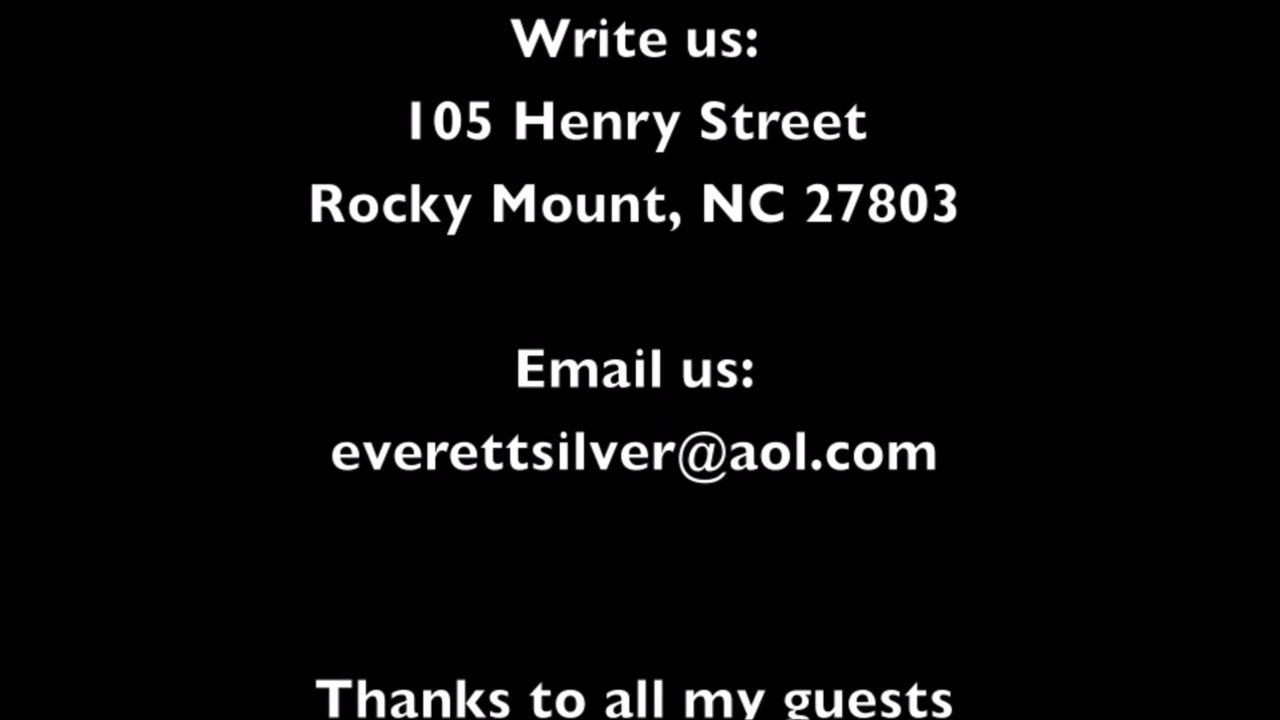 Write us:
105 Henry Street
Rocky Mount, NC 27803
Email us:
everettsilver@aol.com
Thanks to all my guests